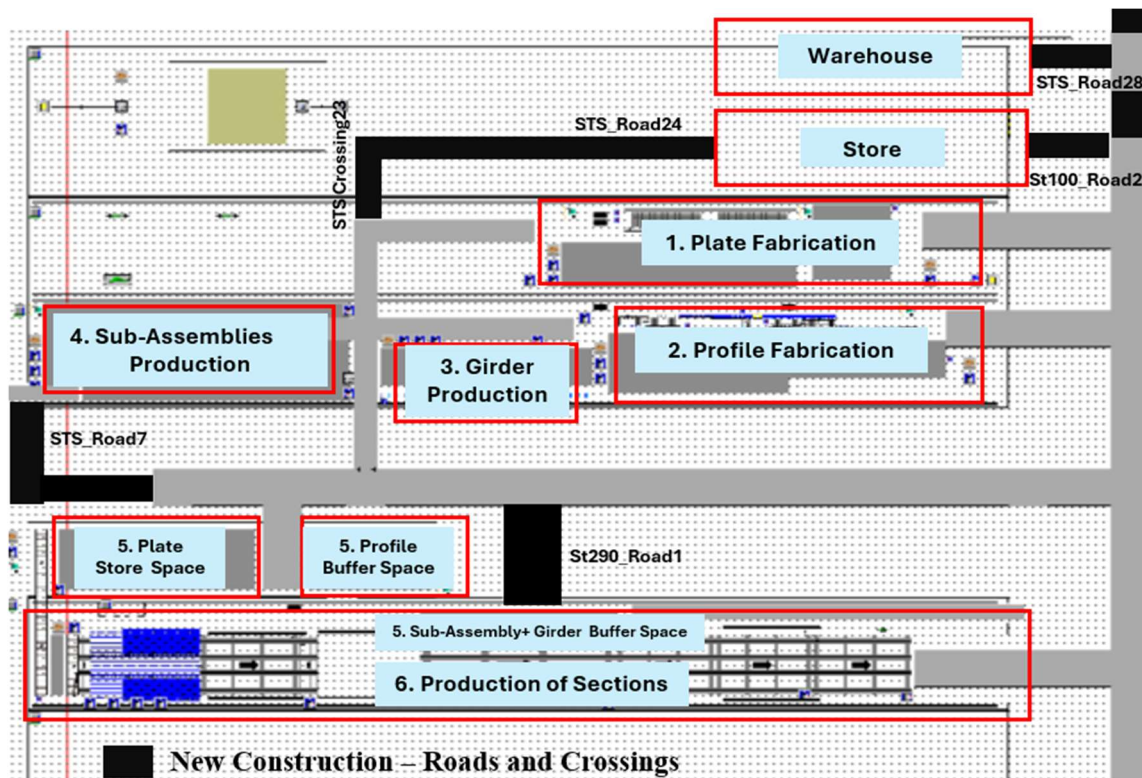 Warehouse
STS_Road28
STS_Road24
STSCrossing23
Store
St100_Road2
1. Plate Fabrication
4. Sub-Assemblies
Production
3. Girder
Production
2. Profile Fabrication
STS_Road7
5. Plate
Store Space
5. Profile
Buffer Space
St290_Road1
5. Sub-Assembly+ Girder Buffer Space
6. Production of Sections
New Construction – Roads and Crossings